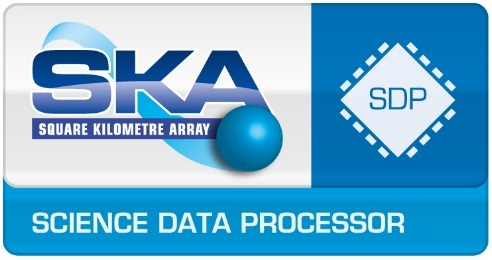 SKA
SQUARE KILOMETRE ARRAY
SDP
SCIENCE DATA PROCESSOR